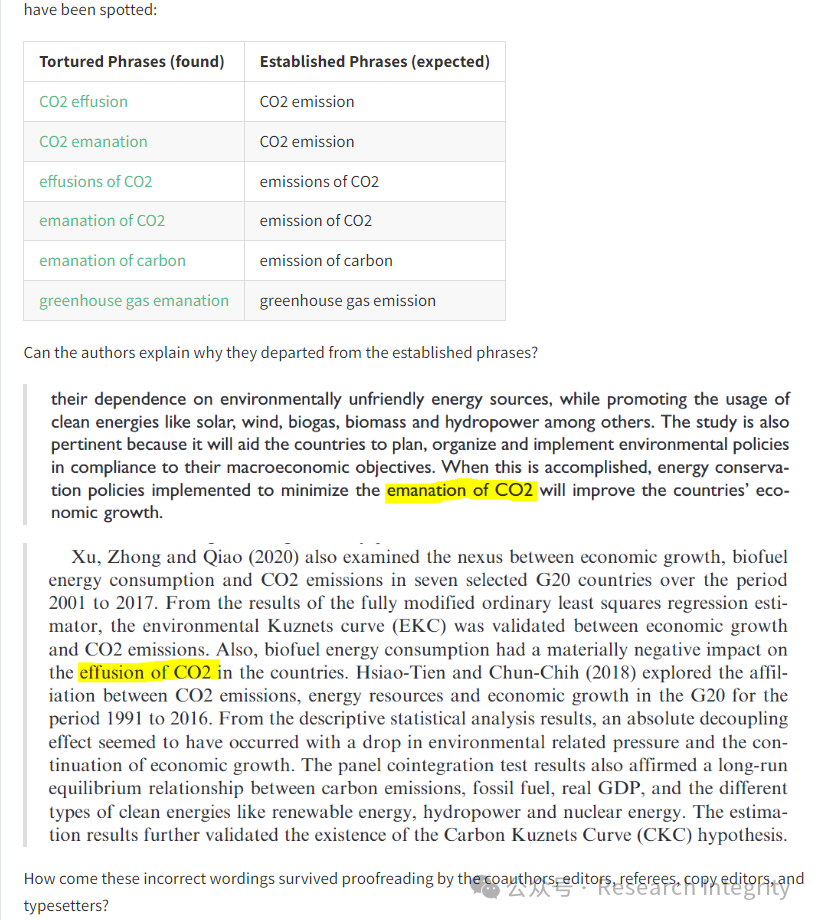 have been spotted:
Tortured Phrases (found) Established Phrases (expected)
CO2 effusion CO2 emission
CO2 emanation CO2 emission
effusions of CO2 emissions of CO2
emanation of CO2 emission of CO2
emanation of carbon emission of carbon
greenhouse gas emanation greenhouse gas emission
Can the authors explain why they departed from the established phrases?
their dependence on environmentally unfriendly energy sources, while promoting the usage of
clean energies like solar, wind, biogas, biomass and hydropower among others. The study is also
pertinent because it will aid the countries to plan, organize and implement environmental policies
in compliance to their macroeconomic objectives. When this is accomplished, energy conserva-
tion policies implemented to minimize the emanation of CO2 will improve the countries' eco-
nomic growth.
Xu, Zhong and Qiao (2020) also examined the nexus between economic growth, biofuel
energy consumption and CO2 emissions in seven selected G20 countries over the period
2001 to 2017. From the results of the fully modified ordinary least squares regression esti-
mator, the environmental Kuznets curve (EKC) was validated between economic growth
and CO2 emissions. Also, biofuel energy consumption had a materially negative impact on
the effusion of CO2 in the countries. Hsiao-Tien and Chun-Chih (2018) explored the affil-
iation between CO2 emissions, energy resources and economic growth in the G20 for the
period 1991 to 2016. From the descriptive statistical analysis results, an absolute decoupling
effect seemed to have occurred with a drop in environmental related pressure and the con-
tinuation of economic growth. The panel cointegration test results also affirmed a long-run
equilibrium relationship between carbon emissions, fossil fuel, real GDP, and the different
types of clean energies like renewable energy, hydropower and nuclear energy. The estima-
tion results further validated the existence of the Carbon Kuznets Curve (CKC) hypothesis.
How come these incorrect wordings survived proofreading by the coauthors, editors, referees, copy editors, and
公众号 · Research Integrity
typesetters?